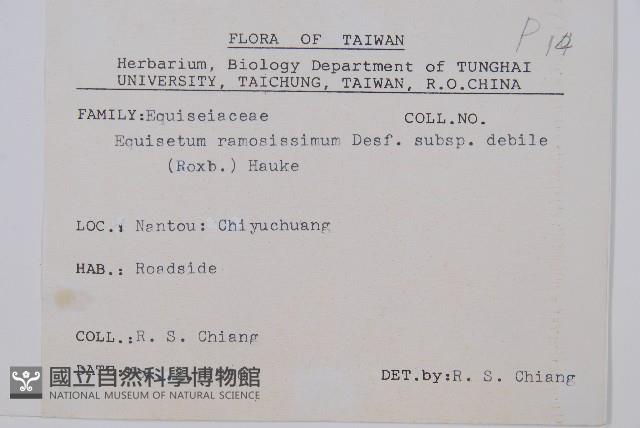 P 14
FLORA OF TAIWAN
Herbarium, Biology Department of TUNGHAI
UNIVERSITY, TAICHUNG, TAIWAN, R.O.CHINA
FAMILY:Equiseiaceae COLL.NO.
Equisetum ramosissimum Desf. subsp. debile
(Roxb.) Hauke
LOC.: Nantou: Chiyuchuang
HAB.: Roadside
COLL.:R. S. Chiang
DATE:
DET.by:R. S. Chiang
國立自然科學博物館
NATIONAL MUSEUM OF NATURAL SCIENCE